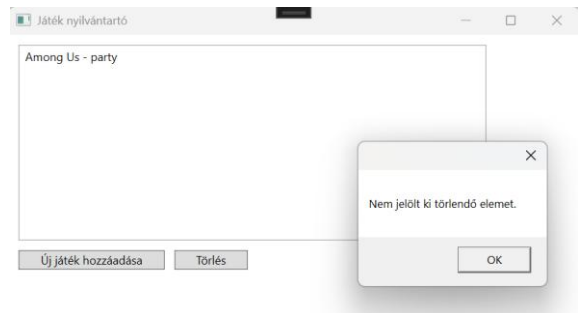 Játék nyilvántartó
Among Us - party
Nem jelölt ki törlendő elemet.
OK
Új játék hozzáadása
Törlés